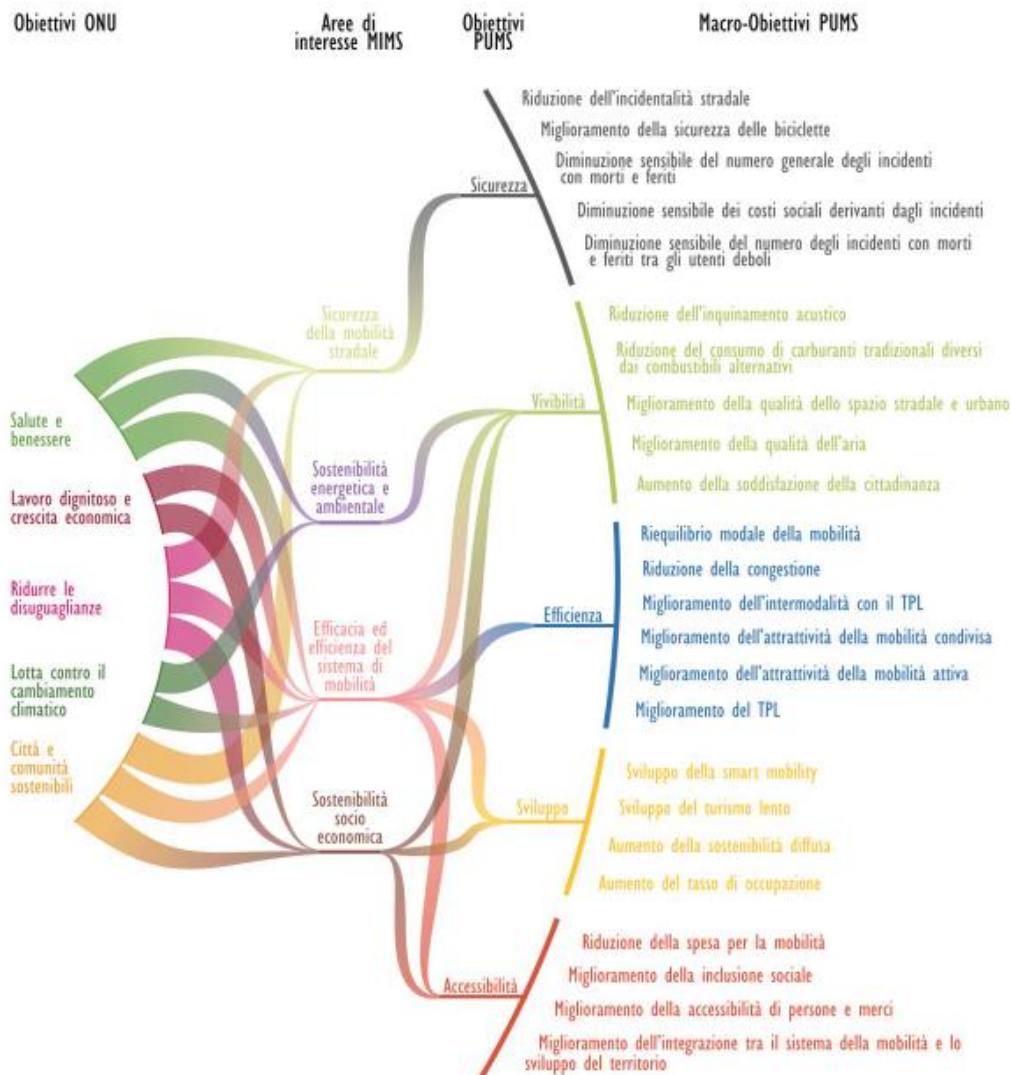 Obiettivi ONU
Aree di
interesse MIMS
Obiettivi
PUMS
Macro-Obiettivi PUMS
Salute e
benessere
Lavoro dignitoso e
crescita economica
Ridurre le
disuguaglianze
Lotta contro il
cambiamento
climatico
Città e
comunità
sostenibili
Sicurezza
della mobilità
stradale
Sostenibilità
energetica e
ambientale
Efficacia ed
efficienza del
sistema di
mobilità
Sostenibilità
socio
economica
Sicurezza
Riduzione dell'incidentalità stradale
Miglioramento della sicurezza delle biciclette
Diminuzione sensibile del numero generale degli incidenti
con morti e feriti
Diminuzione sensibile dei costi sociali derivanti dagli incidenti
Diminuzione sensibile del numero degli incidenti con morti
e feriti tra gli utenti deboli
Vivibilità
Riduzione dell'inquinamento acustico
Riduzione del consumo di carburanti tradizionali diversi
dai combustibili alternativi
Miglioramento della qualità dello spazio stradale e urbano
Miglioramento della qualità dell'aria
Aumento della soddisfazione della cittadinanza
Efficienza
Riequilibrio modale della mobilità
Riduzione della congestione
Miglioramento dell'intermodalità con il TPL
Miglioramento dell'attrattività della mobilità condivisa
Miglioramento dell'attrattività della mobilità attiva
Miglioramento del TPL
Sviluppo
Sviluppo della smart mobility
Sviluppo del turismo lento
Aumento della sostenibilità diffusa
Aumento del tasso di occupazione
Accessibilità
Riduzione della spesa per la mobilità
Miglioramento della inclusione sociale
Miglioramento della accessibilità di persone e merci
Miglioramento dell'integrazione tra il sistema della mobilità e lo
sviluppo del territorio